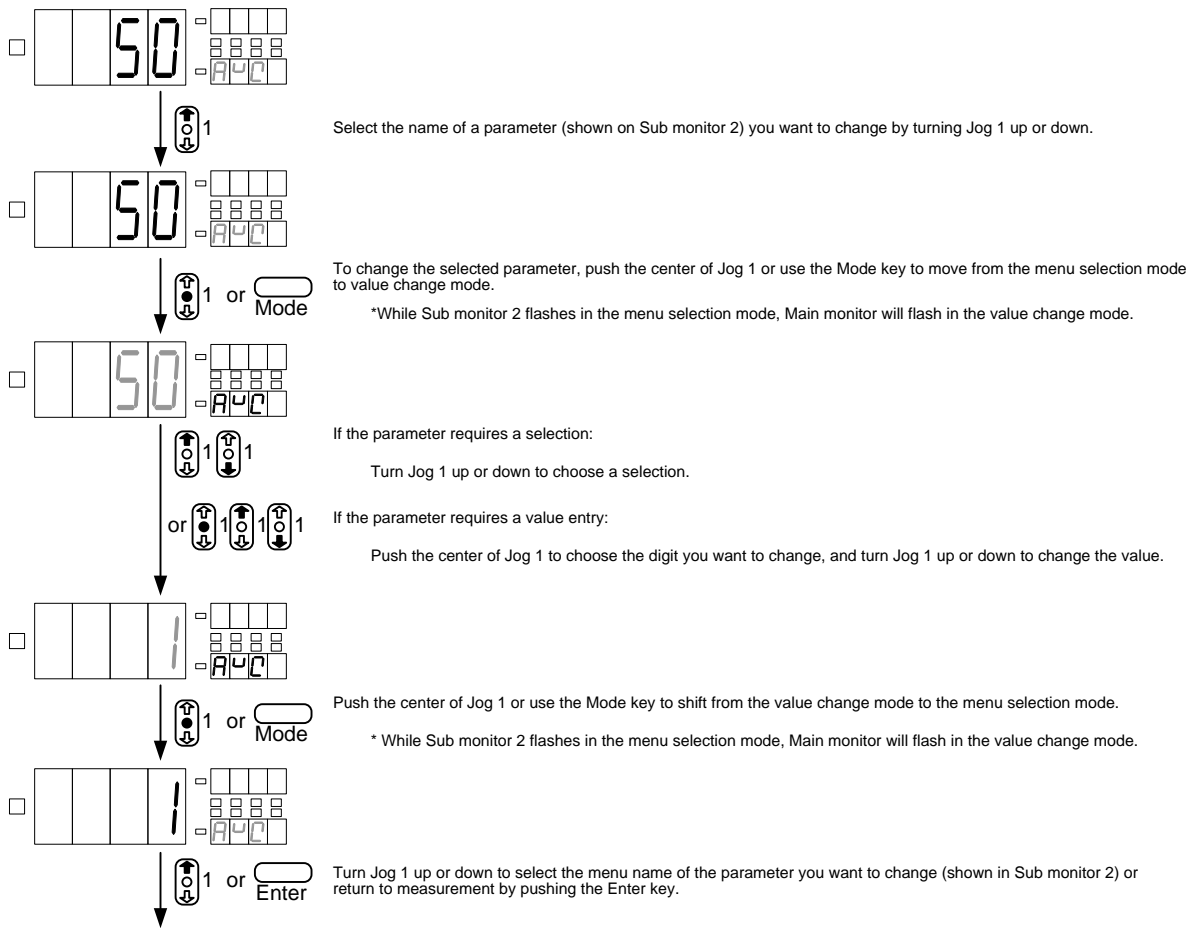 50
AvC
1
Select the name of a parameter (shown on Sub monitor 2) you want to change by turning Jog 1 up or down.
50
AvC
1 or Mode
To change the selected parameter, push the center of Jog 1 or use the Mode key to move from the menu selection mode
to value change mode.
*While Sub monitor 2 flashes in the menu selection mode, Main monitor will flash in the value change mode.
50
AvC
1 1
If the parameter requires a selection:
Turn Jog 1 up or down to choose a selection.
or 1 1 1
If the parameter requires a value entry:
Push the center of Jog 1 to choose the digit you want to change, and turn Jog 1 up or down to change the value.
1
AvC
1 or Mode
Push the center of Jog 1 or use the Mode key to shift from the value change mode to the menu selection mode.
* While Sub monitor 2 flashes in the menu selection mode, Main monitor will flash in the value change mode.
1
AvC
1 or Enter
Turn Jog 1 up or down to select the menu name of the parameter you want to change (shown in Sub monitor 2) or
return to measurement by pushing the Enter key.